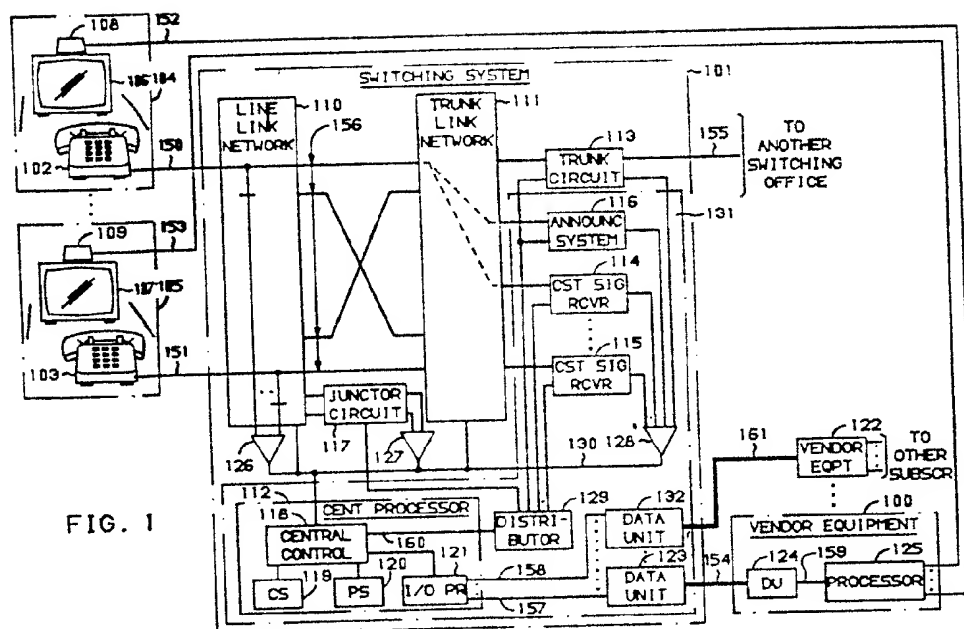 108
152
SWITCHING SYSTEM
101
106
104
LINE LINK NETWORK
110
TRUNK LINK NETWORK
111
156
113
155
TO ANOTHER SWITCHING OFFICE
150
TRUNK CIRCUIT
102
116
131
ANNOUNC SYSTEM
109
153
114
CST SIG RCVR
107
105
115
151
CST SIG RCVR
103
JUNCTOR CIRCUIT
122
161
126
117
127
130
128
VENDOR EQPT
TO OTHER SUBSCR
112
CENT PROCESSOR
129
132
100
118
VENDOR EQUIPMENT
FIG. 1
CENTRAL CONTROL
160
DISTRI-BUTOR
DATA UNIT
154
121
123
124
159
125
120
158
CS
119
PS
I/O PR
DATA UNIT
DU
PROCESSOR
157